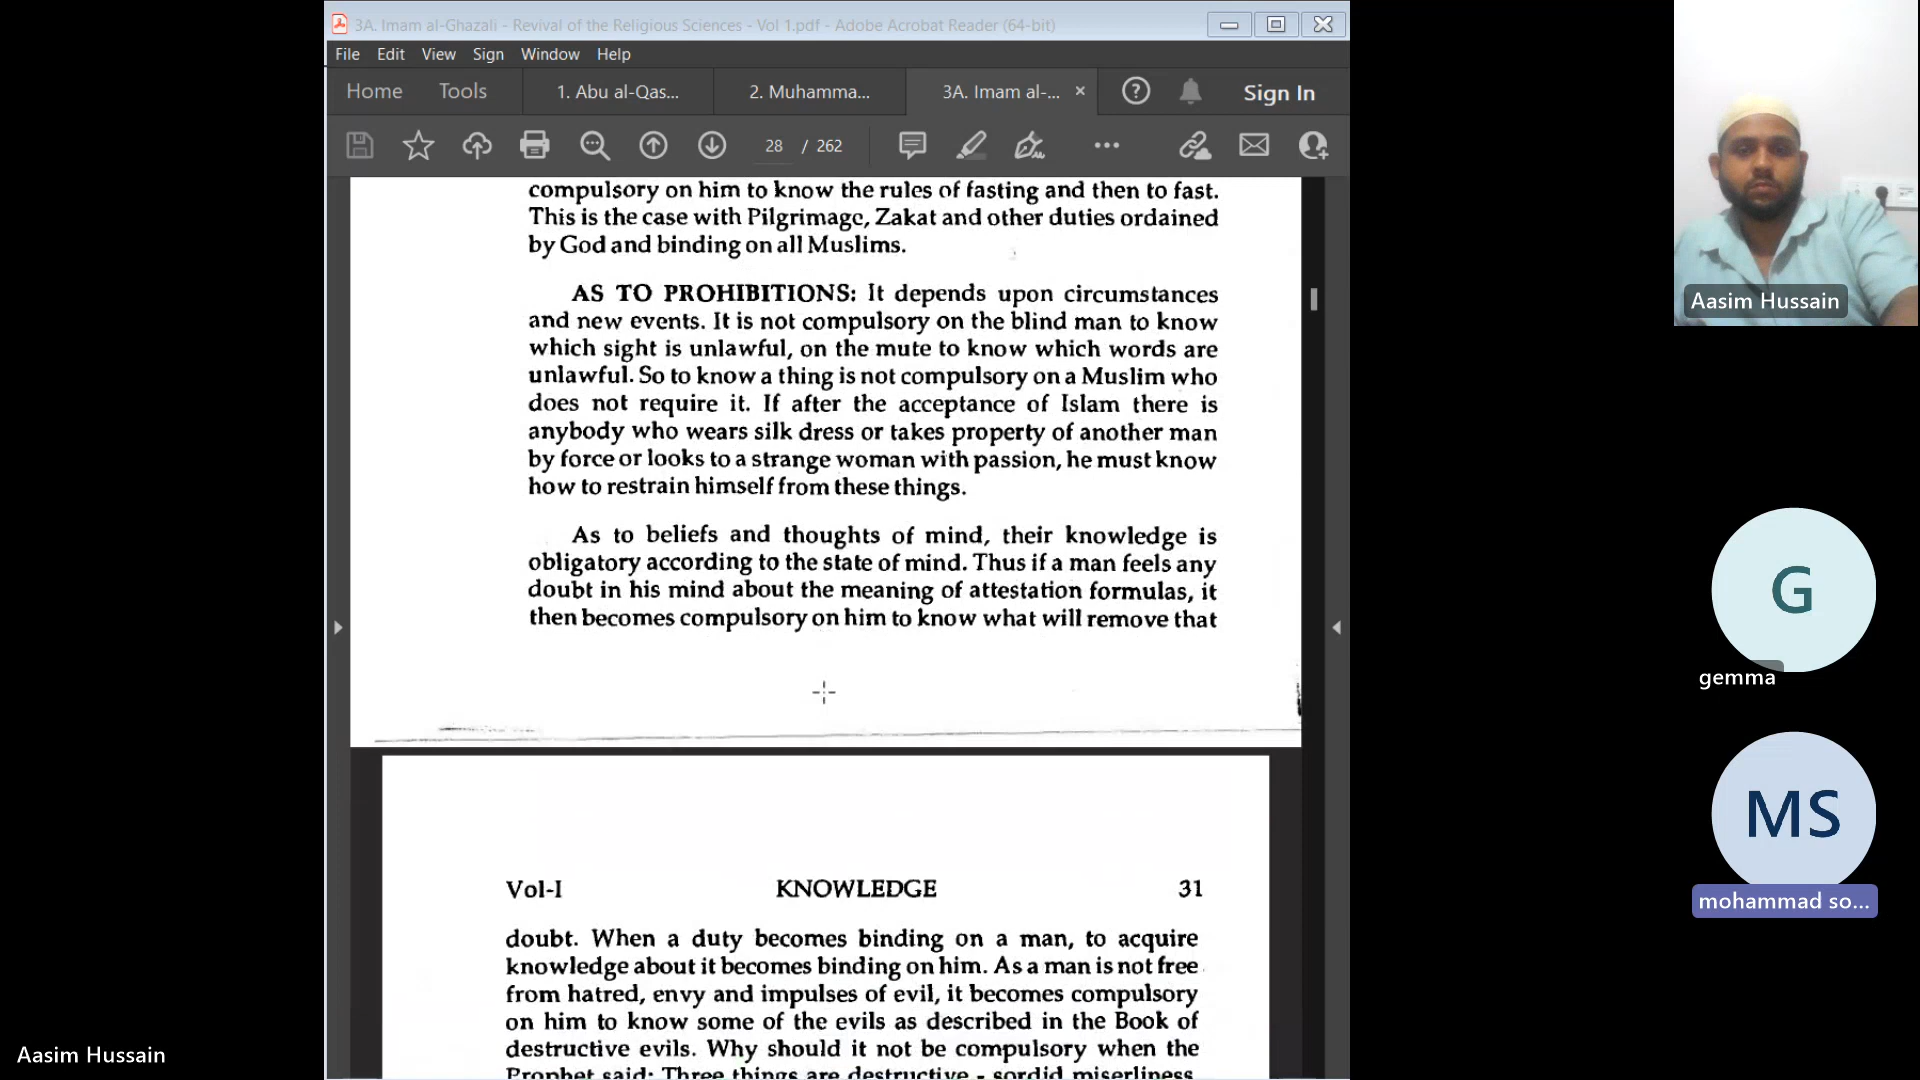 3A. Imam al-Ghazali - Revival of the Religious Sciences - Vol 1.pdf - Adobe Acrobat Reader (64-bit)
File Edit View Sign Window Help
Home Tools 1. Abu al-Qas... 2. Muhamma... 3A. Imam al-... × ? Sign In
28 / 262
compulsory on him to know the rules of fasting and then to fast.
This is the case with Pilgrimage, Zakat and other duties ordained
by God and binding on all Muslims.
AS TO PROHIBITIONS: It depends upon circumstances
and new events. It is not compulsory on the blind man to know
which sight is unlawful, on the mute to know which words are
unlawful. So to know a thing is not compulsory on a Muslim who
does not require it. If after the acceptance of Islam there is
anybody who wears silk dress or takes property of another man
by force or looks to a strange woman with passion, he must know
how to restrain himself from these things.
As to beliefs and thoughts of mind, their knowledge is
obligatory according to the state of mind. Thus if a man feels any
doubt in his mind about the meaning of attestation formulas, it
then becomes compulsory on him to know what will remove that
Vol-I KNOWLEDGE 31
doubt. When a duty becomes binding on a man, to acquire
knowledge about it becomes binding on him. As a man is not free
from hatred, envy and impulses of evil, it becomes compulsory
on him to know some of the evils as described in the Book of
destructive evils. Why should it not be compulsory when the
Prophet said: Three things are destructive - sordid miserliness,
Aasim Hussain
G
gemma
MS
mohammad so...
Aasim Hussain